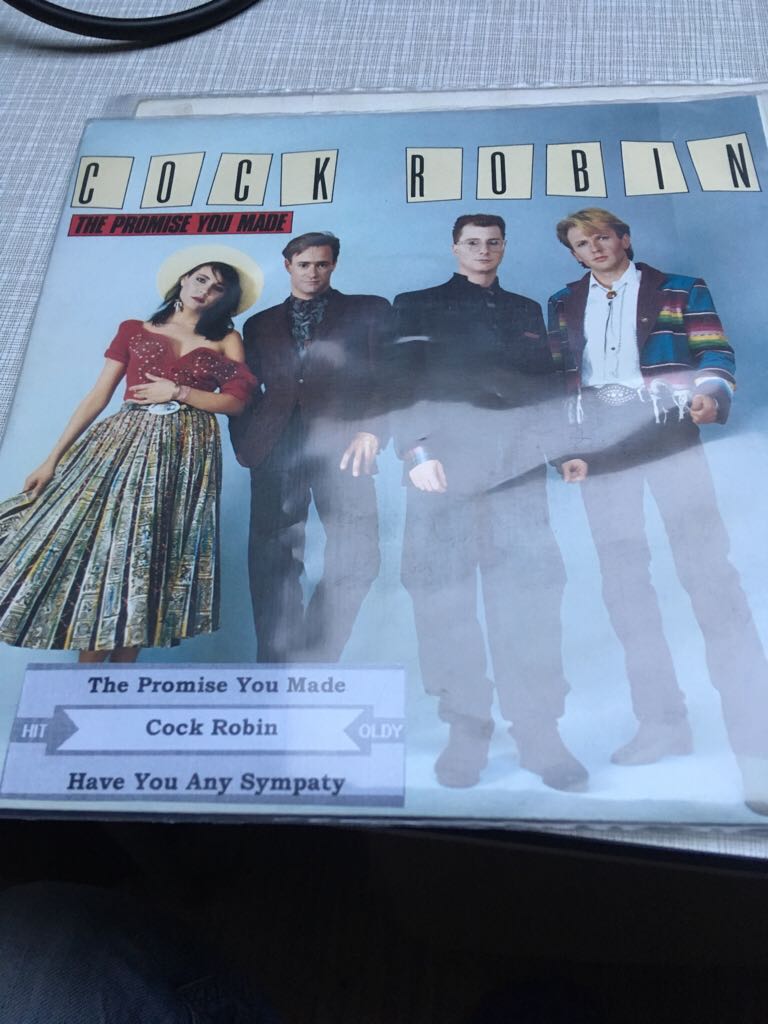 COCK ROBIN
THE PROMISE YOU MADE
The Promise You Made
HIT Cock Robin OLDY
Have You Any Sympaty